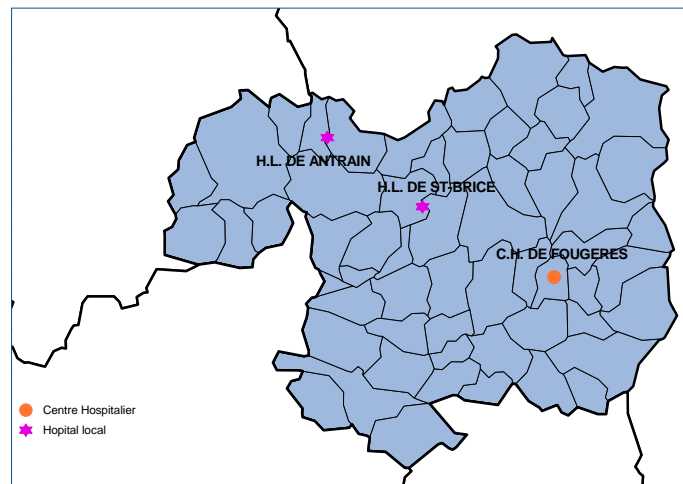 H.L. DE ANTRAIN
H.L. DE ST-BRICE
C.H. DE FOUGERES
Centre Hospitalier
Hopital local